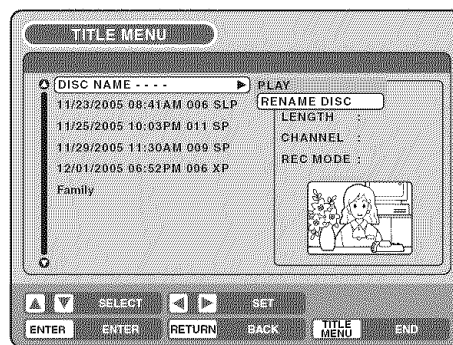 TITLE MENU
DISC NAME - - - -
11/23/2005 08:41AM 006 SLP
11/25/2005 10:03PM 011 SP
11/29/2005 11:30AM 009 SP
12/01/2005 06:52PM 006 XP
Family
PLAY
RENAME DISC
LENGTH :
CHANNEL :
REC MODE :
SELECT SET
ENTER ENTER RETURN BACK TITLE MENU END